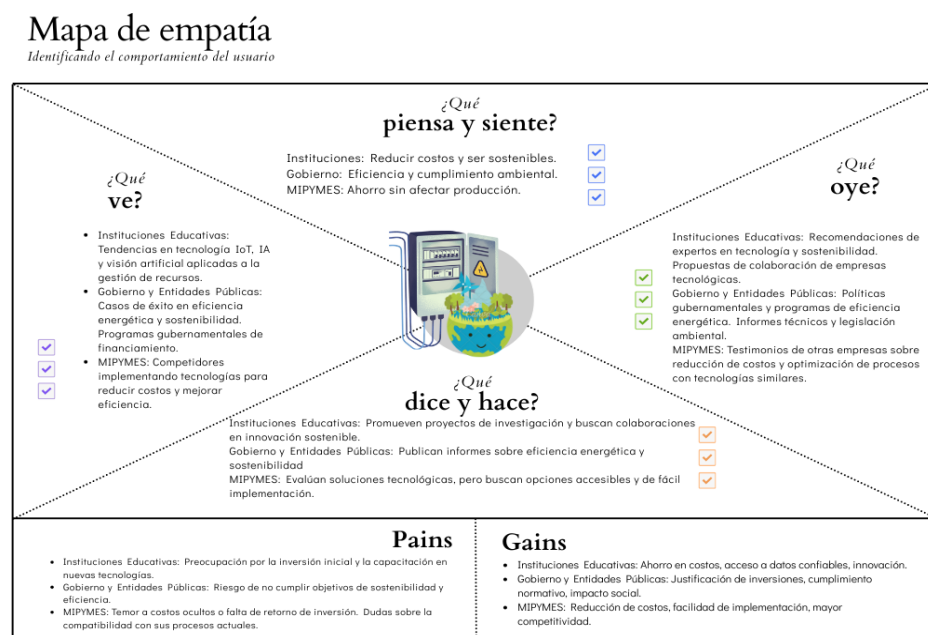 Mapa de empatía
Identificando el comportamiento del usuario
¿Qué
piensa y siente?
Instituciones: Reducir costos y ser sostenibles.
Gobierno: Eficiencia y cumplimiento ambiental.
MIPYMES: Ahorro sin afectar producción.
¿Qué
ve?
• Instituciones Educativas:
Tendencias en tecnología IoT, IA
y visión artificial aplicadas a la
gestión de recursos.
• Gobierno y Entidades Públicas:
Casos de éxito en eficiencia
energética y sostenibilidad.
Programas gubernamentales de
financiamiento.
• MIPYMES: Competidores
implementando tecnologías para
reducir costos y mejorar
eficiencia.
¿Qué
oye?
Instituciones Educativas: Recomendaciones de
expertos en tecnología y sostenibilidad.
Propuestas de colaboración de empresas
tecnológicas.
Gobierno y Entidades Públicas: Políticas
gubernamentales y programas de eficiencia
energética. Informes técnicos y legislación
ambiental.
MIPYMES: Testimonios de otras empresas sobre
reducción de costos y optimización de procesos
con tecnologías similares.
¿Qué
dice y hace?
Instituciones Educativas: Promueven proyectos de investigación y buscan colaboraciones
en innovación sostenible.
Gobierno y Entidades Públicas: Publican informes sobre eficiencia energética y
sostenibilidad
MIPYMES: Evalúan soluciones tecnológicas, pero buscan opciones accesibles y de fácil
implementación.
Pains
• Instituciones Educativas: Preocupación por la inversión inicial y la capacitación en
nuevas tecnologías.
• Gobierno y Entidades Públicas: Riesgo de no cumplir objetivos de sostenibilidad y
eficiencia.
• MIPYMES: Temor a costos ocultos o falta de retorno de inversión. Dudas sobre la
compatibilidad con sus procesos actuales.
Gains
• Instituciones Educativas: Ahorro en costos, acceso a datos confiables, innovación.
• Gobierno y Entidades Públicas: Justificación de inversiones, cumplimiento
normativo, impacto social.
• MIPYMES: Reducción de costos, facilidad de implementación, mayor
competitividad.